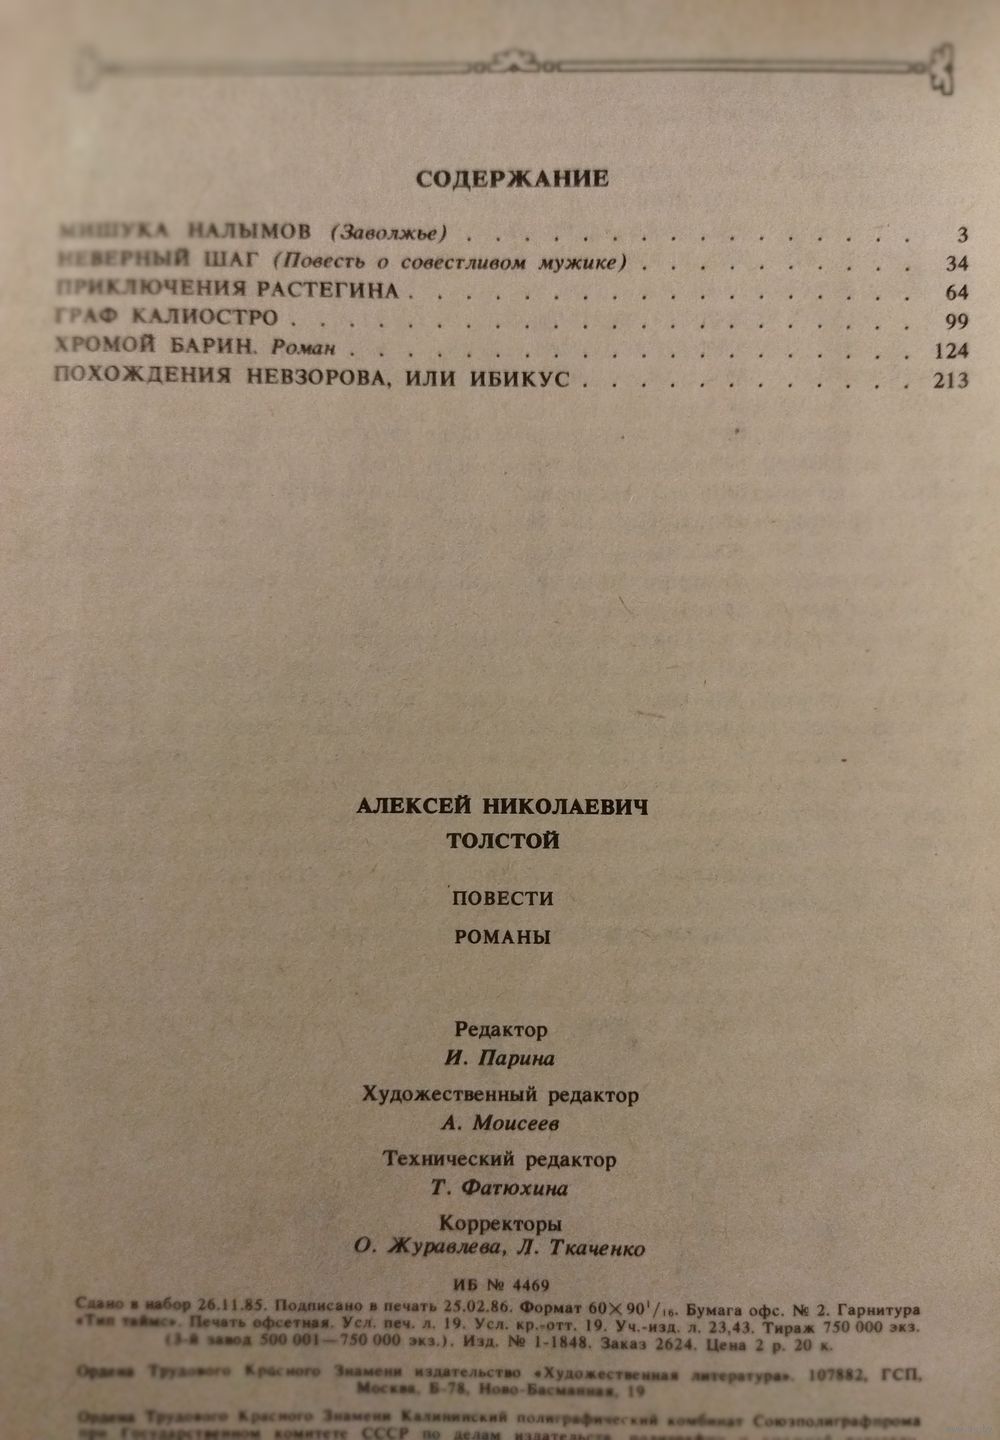 СОДЕРЖАНИЕ
МИШУКА НАЛЫМОВ (Заволжье) . . . . . . . . . . . . . . . . 3
НЕВЕРНЫЙ ШАГ (Повесть о совестливом мужике) . . . . . . . . . . 34
ПРИКЛЮЧЕНИЯ РАСТЕГИНА . . . . . . . . . . . . . . . . . . 64
ГРАФ КАЛИОСТРО . . . . . . . . . . . . . . . . . . . . . . 99
ХРОМОЙ БАРИН. Роман . . . . . . . . . . . . . . . . . . . . 124
ПОХОЖДЕНИЯ НЕВЗОРОВА, ИЛИ ИБИКУС . . . . . . . . . . . . 213
АЛЕКСЕЙ НИКОЛАЕВИЧ
ТОЛСТОЙ
ПОВЕСТИ
РОМАНЫ
Редактор
И. Парина
Художественный редактор
А. Моисеев
Технический редактор
Т. Фатюхина
Корректоры
О. Журавлева, Л. Ткаченко
ИБ № 4469
Сдано в набор 26.11.85. Подписано в печать 25.02.86. Формат 60×90¹/₁₆. Бумага офс. № 2. Гарнитура
«Тип таймс». Печать офсетная. Усл. печ. л. 19. Усл. кр.-отт. 19. Уч.-изд. л. 23,43. Тираж 750 000 экз.
(3-й завод 500 001—750 000 экз.). Изд. № 1-1848. Заказ 2624. Цена 2 р. 20 к.
Ордена Трудового Красного Знамени издательство «Художественная литература». 107882, ГСП,
Москва, Б-78, Ново-Басманная, 19
Ордена Трудового Красного Знамени Калининский полиграфический комбинат Союзполиграфпрома
при Государственном комитете СССР по делам издательств, полиграфии и книжной торговли.